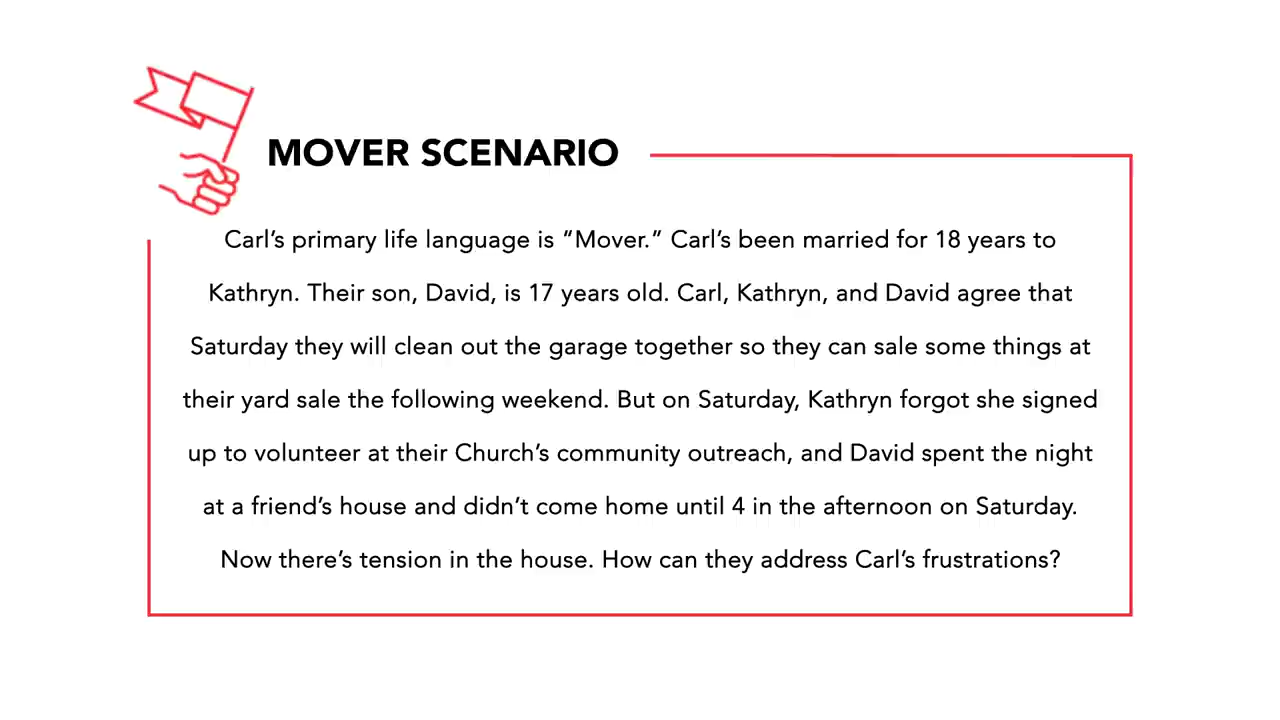 MOVER SCENARIO
Carl’s primary life language is “Mover.” Carl’s been married for 18 years to
Kathryn. Their son, David, is 17 years old. Carl, Kathryn, and David agree that
Saturday they will clean out the garage together so they can sale some things at
their yard sale the following weekend. But on Saturday, Kathryn forgot she signed
up to volunteer at their Church’s community outreach, and David spent the night
at a friend’s house and didn’t come home until 4 in the afternoon on Saturday.
Now there’s tension in the house. How can they address Carl’s frustrations?